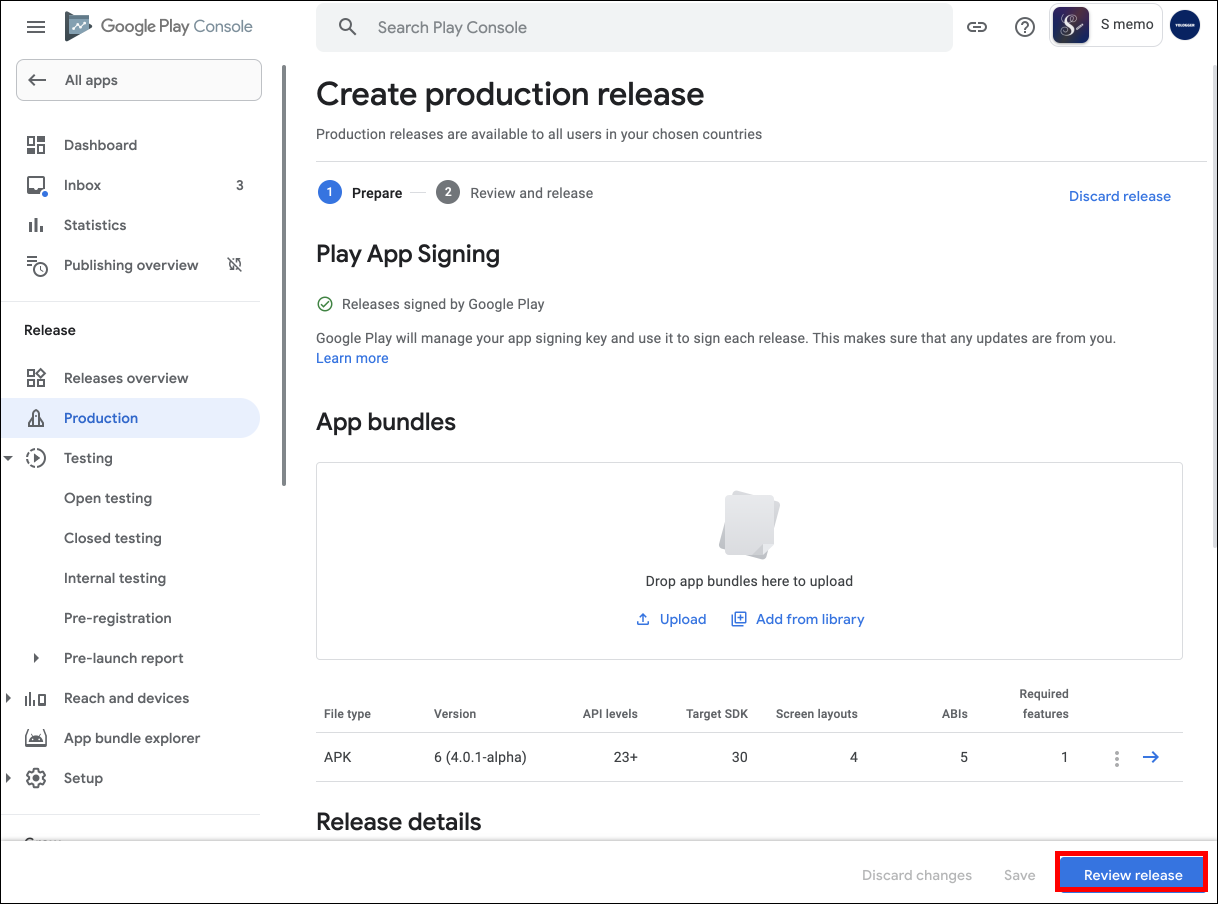 Google Play Console
Search Play Console
S memo
All apps
Dashboard
Inbox 3
Statistics
Publishing overview
Release
Releases overview
Production
Testing
Open testing
Closed testing
Internal testing
Pre-registration
Pre-launch report
Reach and devices
App bundle explorer
Setup
Create production release
Production releases are available to all users in your chosen countries
1 Prepare 2 Review and release
Discard release
Play App Signing
Releases signed by Google Play
Google Play will manage your app signing key and use it to sign each release. This makes sure that any updates are from you.
Learn more
App bundles
Drop app bundles here to upload
Upload Add from library
File type Version API levels Target SDK Screen layouts ABIs Required features
APK 6 (4.0.1-alpha) 23+ 30 4 5 1
Release details
Discard changes Save Review release